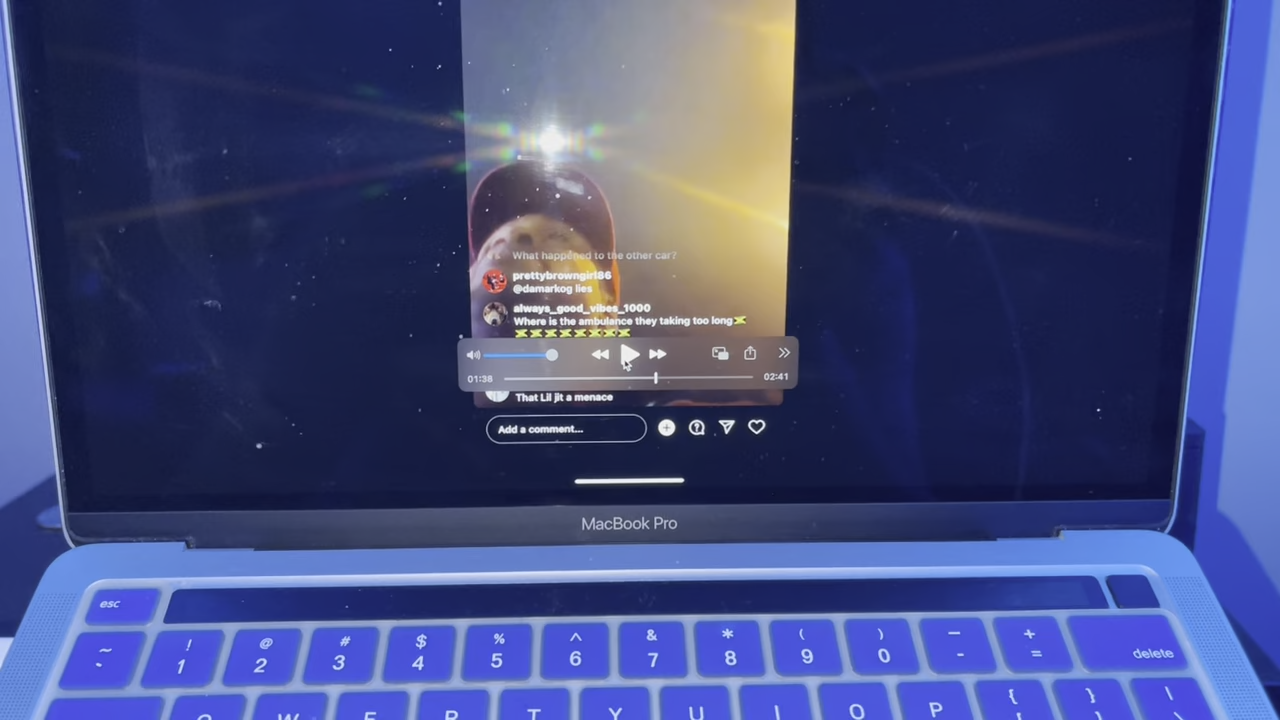 What happened to the other car?
prettybrowngirl86
@damarkog lies
always_good_vibes_1000
Where is the ambulance they taking too long🇯🇲
🇯🇲🇯🇲🇯🇲🇯🇲🇯🇲🇯🇲🇯🇲🇯🇲
01:38
02:41
That Lil jit a menace
Add a comment...
MacBook Pro
esc
~ ! @ # $ % ^ & * ( ) — +
` 1 2 3 4 5 6 7 8 9 0 - = delete
Q W E R T Y U I O P { } |